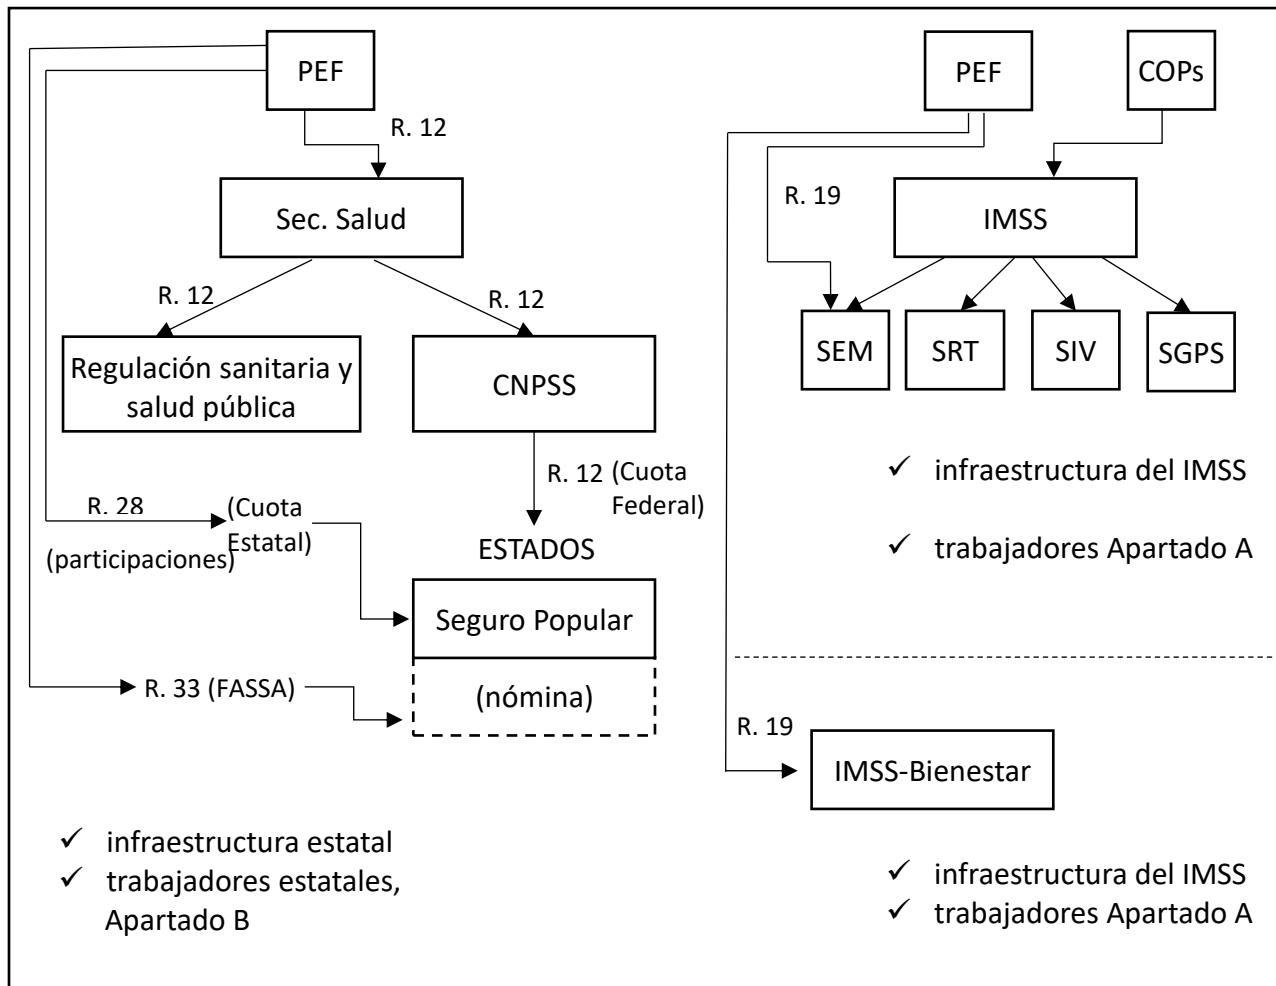 PEF
R. 12
Sec. Salud
R. 12
R. 12
Regulación sanitaria y
salud pública
CNPSS
R. 12 (Cuota
Federal)
R. 28
(Cuota
Estatal)
(participaciones)
ESTADOS
Seguro Popular
R. 33 (FASSA)
(nómina)
✓ infraestructura estatal
✓ trabajadores estatales,
Apartado B
PEF
COPs
R. 19
IMSS
SEM
SRT
SIV
SGPS
✓ infraestructura del IMSS
✓ trabajadores Apartado A
R. 19
IMSS-Bienestar
✓ infraestructura del IMSS
✓ trabajadores Apartado A